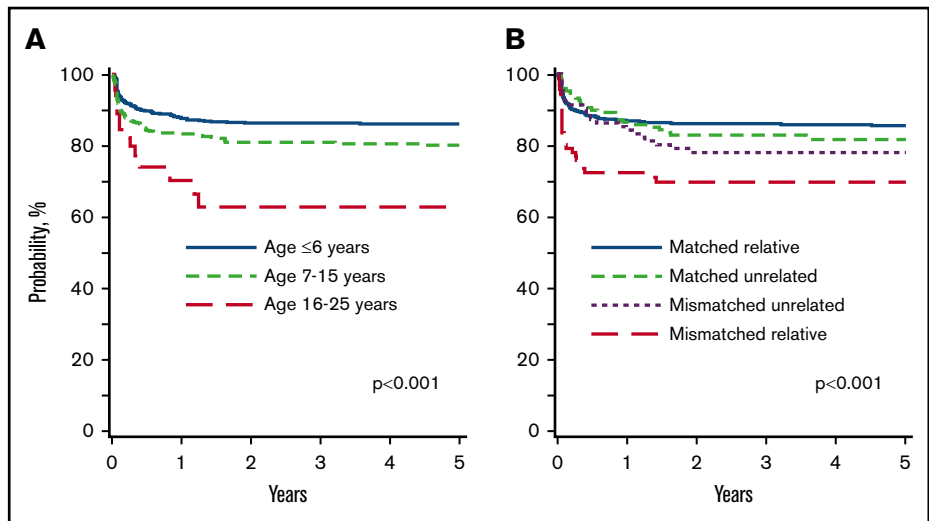 A
Probability, %
100
80
60
40
20
0
Age ≤6 years
Age 7-15 years
Age 16-25 years
p<0.001
0 1 2 3 4 5
Years
B
100
80
60
40
20
0
Matched relative
Matched unrelated
Mismatched unrelated
Mismatched relative
p<0.001
0 1 2 3 4 5
Years